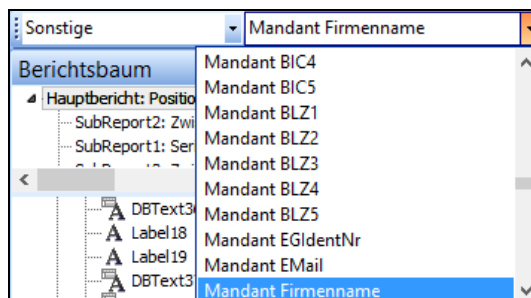 Sonstige
Mandant Firmenname
Berichtsbaum
Hauptbericht: Positio
SubReport2: Zwi
SubReport1: Ser
DBText3
Label18
Label19
DBText3
Mandant BIC4
Mandant BIC5
Mandant BLZ1
Mandant BLZ2
Mandant BLZ3
Mandant BLZ4
Mandant BLZ5
Mandant EGIdentNr
Mandant EMail
Mandant Firmenname